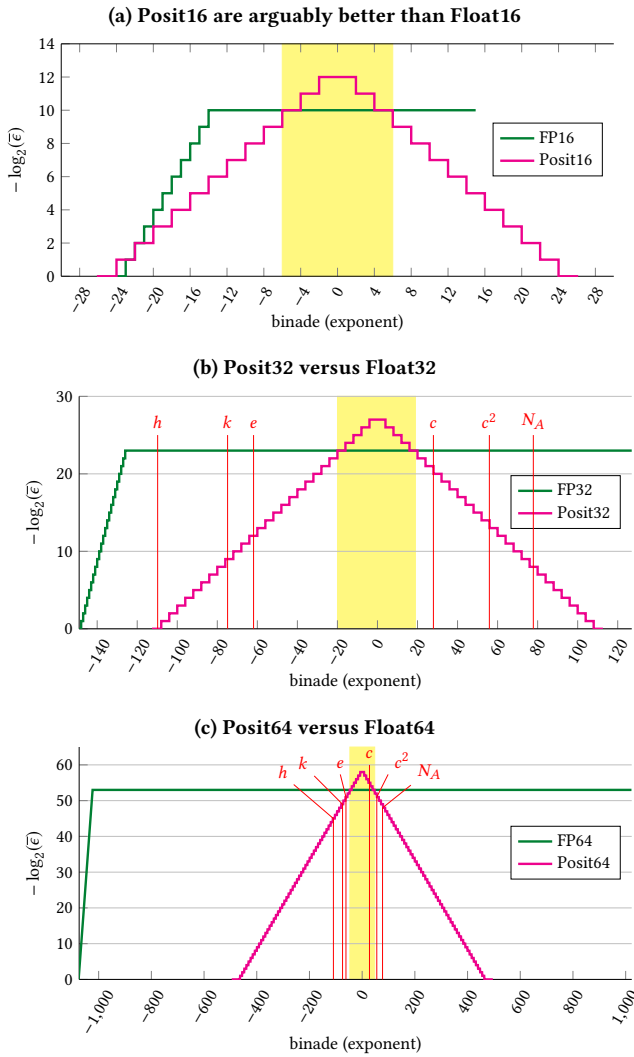 (a) Posit16 are arguably better than Float16
14
12
10
8
6
4
2
0
− log₂(ϵ̅)
FP16
Posit16
−28 −24 −20 −16 −12 −8 −4 0 4 8 12 16 20 24 28
binade (exponent)
(b) Posit32 versus Float32
30
20
10
0
− log₂(ϵ̅)
h k e c c² N_A
FP32
Posit32
−140 −120 −100 −80 −60 −40 −20 0 20 40 60 80 100 120
binade (exponent)
(c) Posit64 versus Float64
60
50
40
30
20
10
0
− log₂(ϵ̅)
h k e c c² N_A
FP64
Posit64
−1,000 −800 −600 −400 −200 0 200 400 600 800 1,000
binade (exponent)